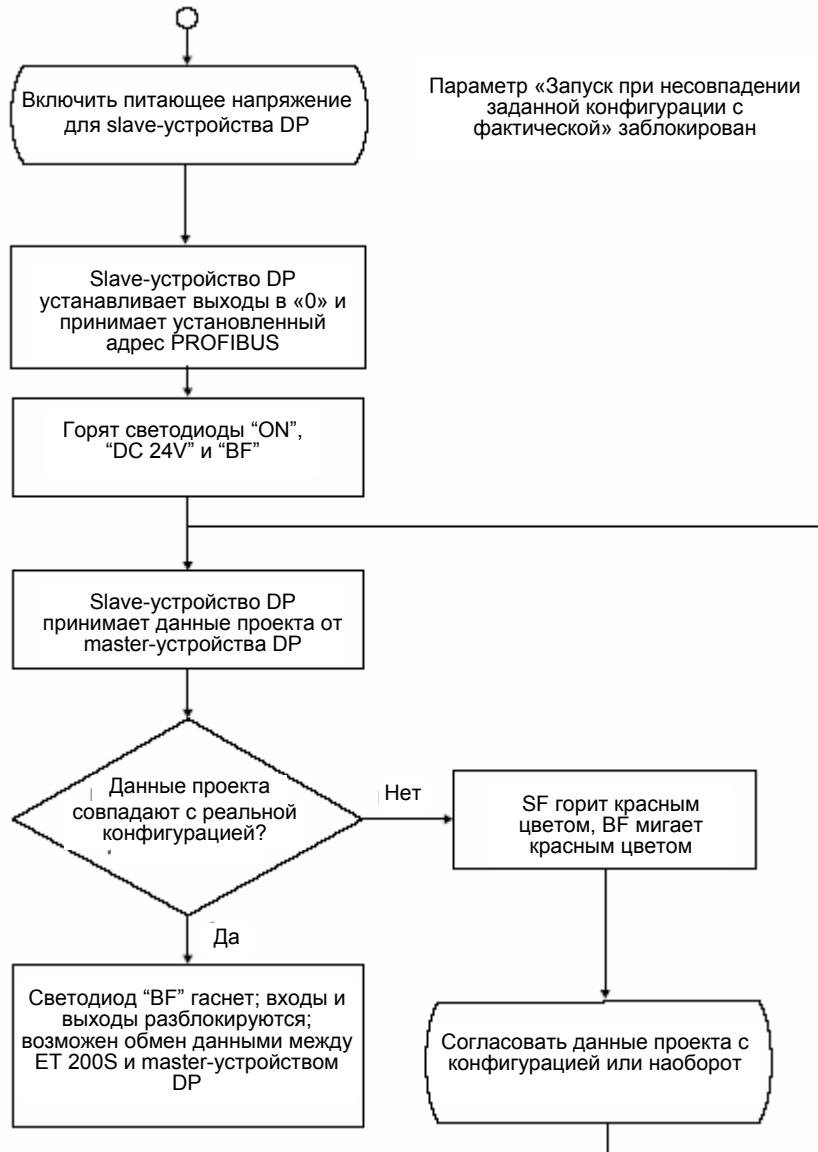 Включить питающее напряжение
для slave-устройства DP
Параметр «Запуск при несовпадении
заданной конфигурации с
фактической» заблокирован
Slave-устройство DP
устанавливает выходы в «0» и
принимает установленный
адрес PROFIBUS
Горят светодиоды “ON”,
“DC 24V” и “BF”
Slave-устройство DP
принимает данные проекта от
master-устройства DP
Данные проекта
совпадают с реальной
конфигурацией?
Нет
SF горит красным
цветом, BF мигает
красным цветом
Да
Светодиод “BF” гаснет; входы и
выходы разблокируются;
возможен обмен данными между
ET 200S и master-устройством
DP
Согласовать данные проекта с
конфигурацией или наоборот